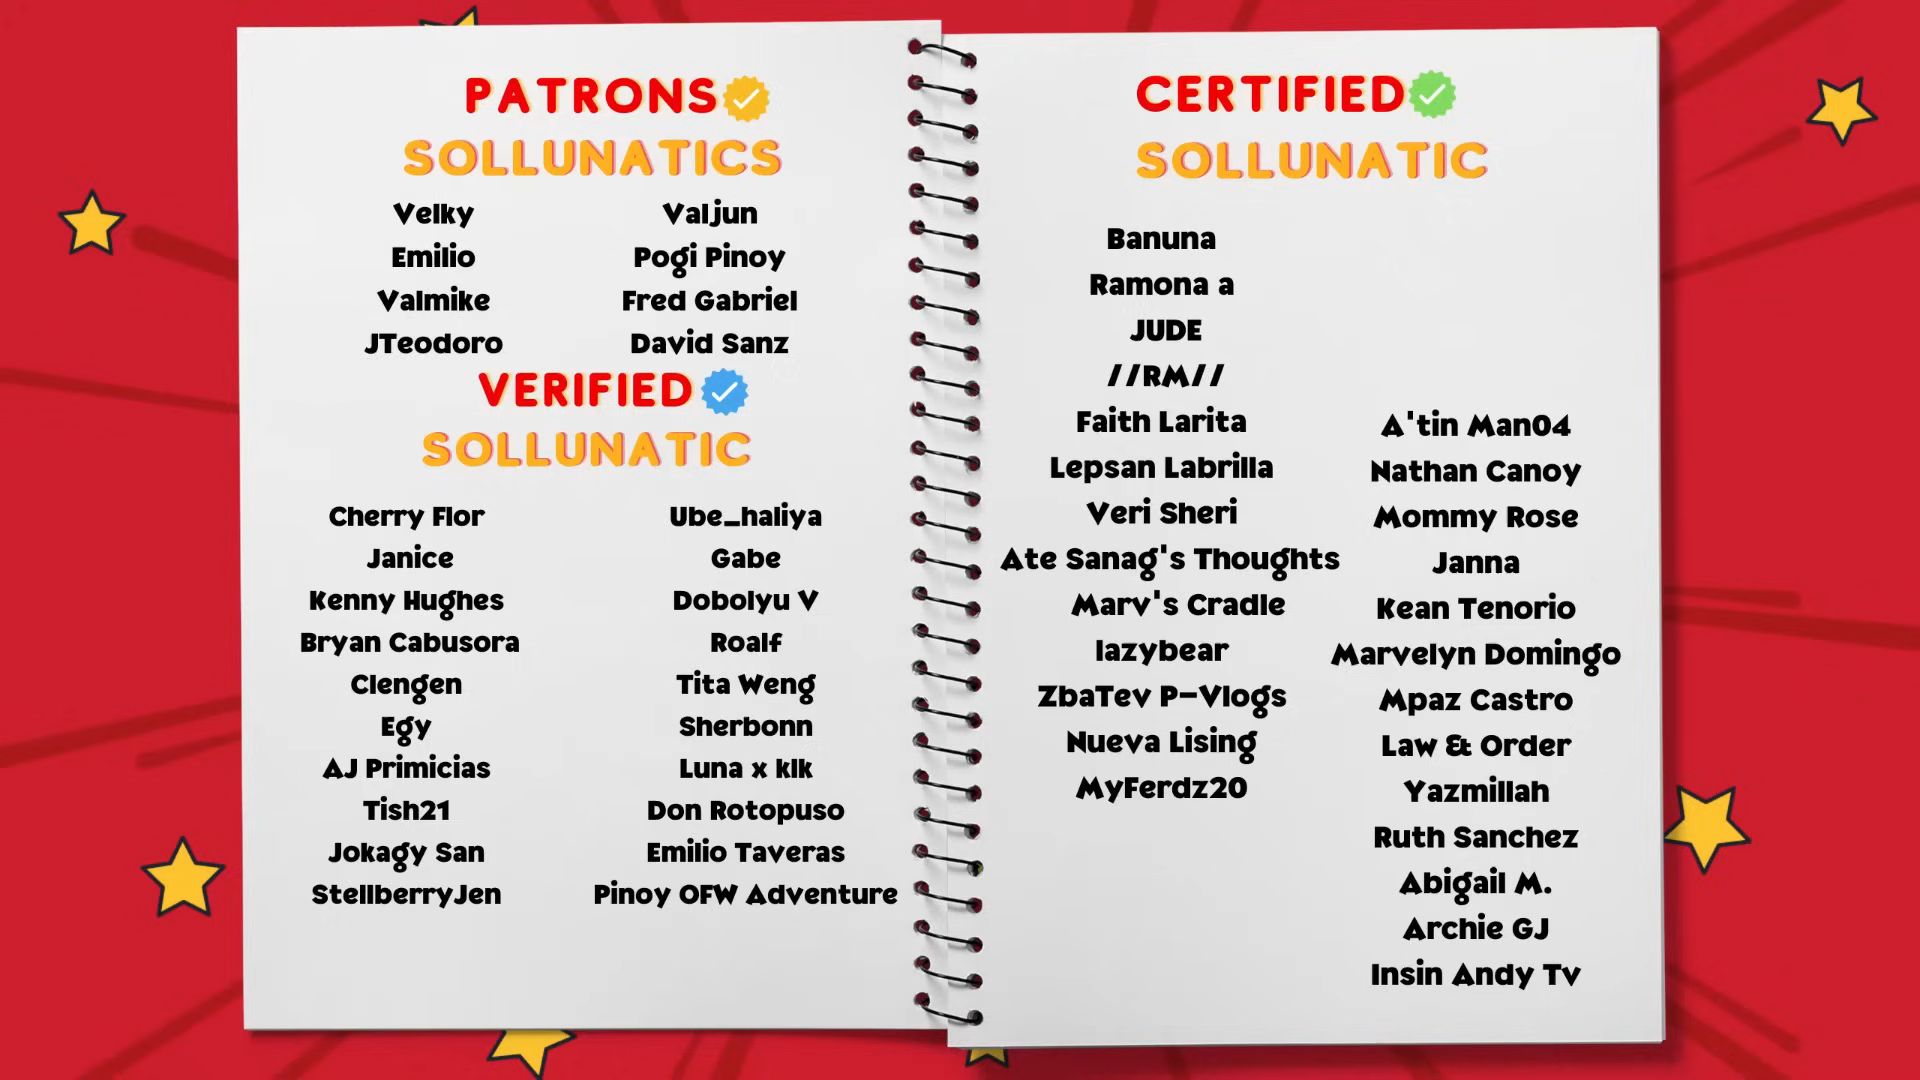 PATRONS
SOLLUNATICS
Velky
Emilio
Valmike
JTeodoro
Valjun
Pogi Pinoy
Fred Gabriel
David Sanz
VERIFIED
SOLLUNATIC
Cherry Flor
Janice
Kenny Hughes
Bryan Cabusora
Clengen
Egy
AJ Primicias
Tish21
Jokagy San
StellberryJen
Ube_haliya
Gabe
Dobolyu V
Roalf
Tita Weng
Sherbonn
Luna x klk
Don Rotopuso
Emilio Taveras
Pinoy OFW Adventure
CERTIFIED
SOLLUNATIC
Banuna
Ramona a
JUDE
//RM//
Faith Larita
Lepsan Labrilla
Veri Sheri
Ate Sanag's Thoughts
Marv's Cradle
lazybear
ZbaTev P-Vlogs
Nueva Lising
MyFerdz20
A'tin Man04
Nathan Canoy
Mommy Rose
Janna
Kean Tenorio
Marvelyn Domingo
Mpaz Castro
Law & Order
Yazmillah
Ruth Sanchez
Abigail M.
Archie GJ
Insin Andy Tv